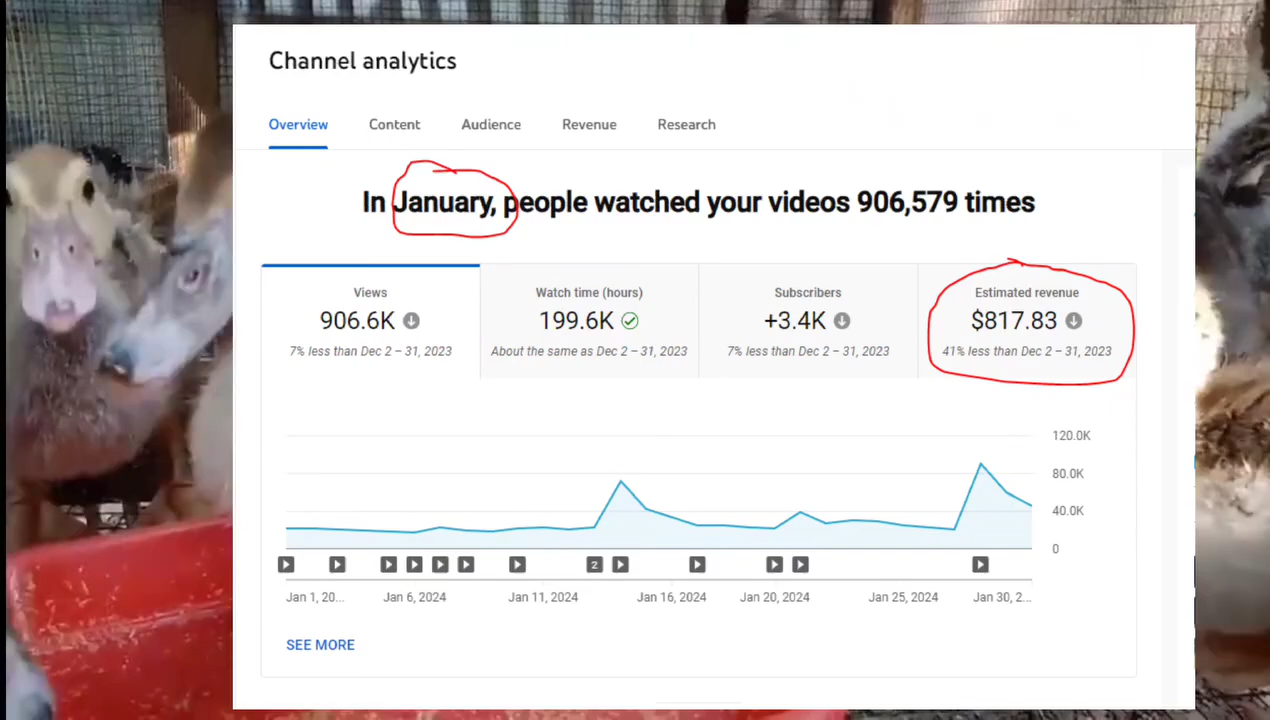 Channel analytics
Overview Content Audience Revenue Research
In January, people watched your videos 906,579 times
Views Watch time (hours) Subscribers Estimated revenue
906.6K 199.6K +3.4K $817.83
7% less than Dec 2 – 31, 2023 About the same as Dec 2 – 31, 2023 7% less than Dec 2 – 31, 2023 41% less than Dec 2 – 31, 2023
120.0K
80.0K
40.0K
0
2
Jan 1, 20... Jan 6, 2024 Jan 11, 2024 Jan 16, 2024 Jan 20, 2024 Jan 25, 2024 Jan 30, 2...
SEE MORE